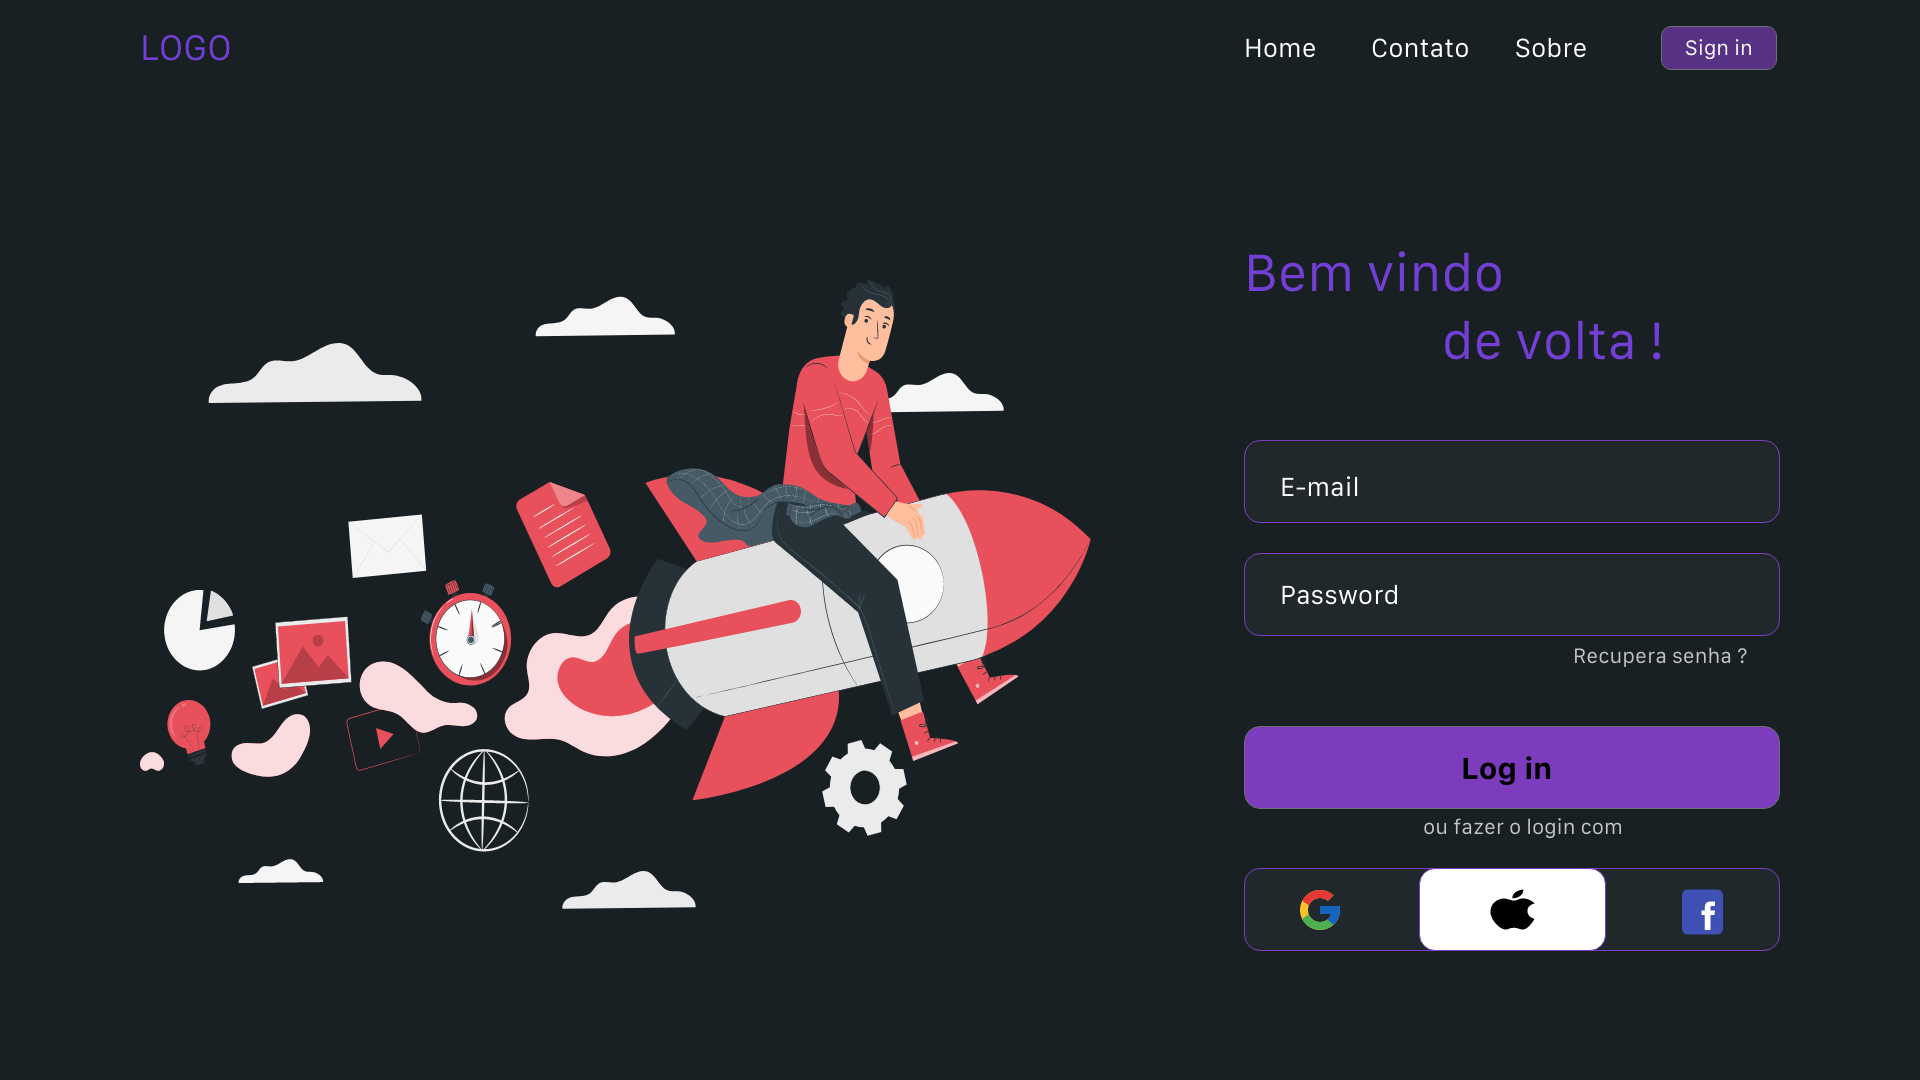 LOGO
Home Contato Sobre Sign in
Bem vindo
de volta !
E-mail
Password
Recupera senha ?
Log in
ou fazer o login com